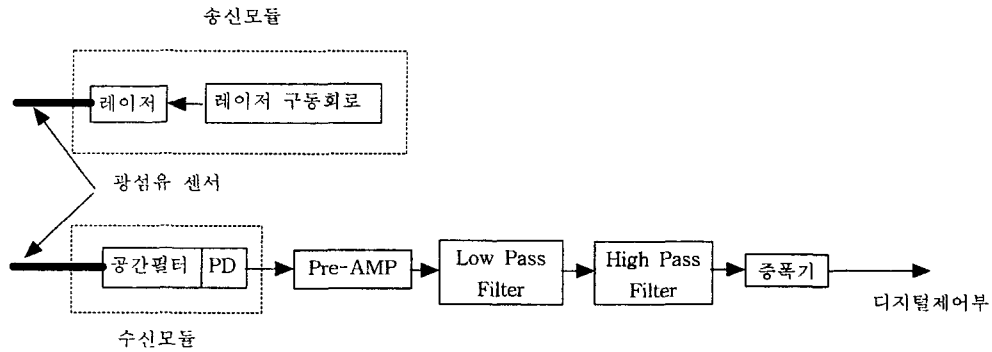 송신모듈
레이저
레이저 구동회로
광섬유 센서
공간필터
PD
Pre-AMP
Low Pass
Filter
High Pass
Filter
증폭기
디지털제어부
수신모듈